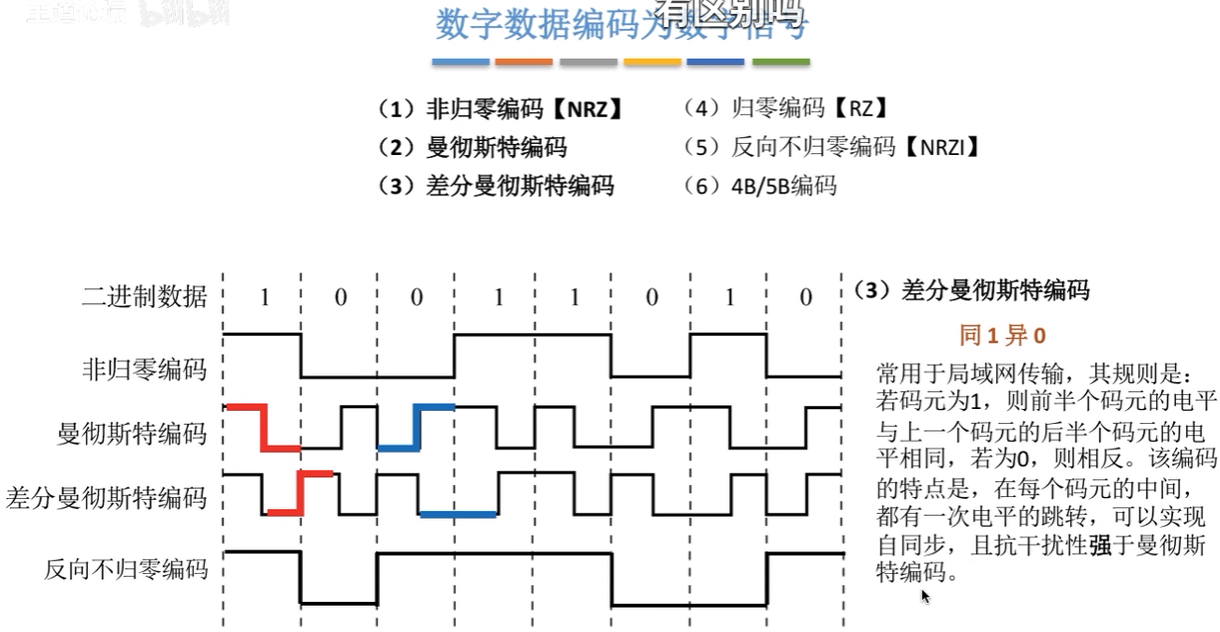 bilibili
有区别吗
数字数据编码为数字信号
（1）非归零编码【NRZ】
（4）归零编码【RZ】
（2）曼彻斯特编码
（5）反向不归零编码【NRZI】
（3）差分曼彻斯特编码
（6）4B/5B编码
二进制数据 1 0 0 1 1 0 1 0
（3）差分曼彻斯特编码
同1异0
非归零编码
曼彻斯特编码
差分曼彻斯特编码
反向不归零编码
常用于局域网传输，其规则是：
若码元为1，则前半个码元的电平
与上一个码元的后半个码元的电
平相同，若为0，则相反。该编码
的特点是，在每个码元的中间，
都有一次电平的跳转，可以实现
自同步，且抗干扰性强于曼彻斯
特编码。